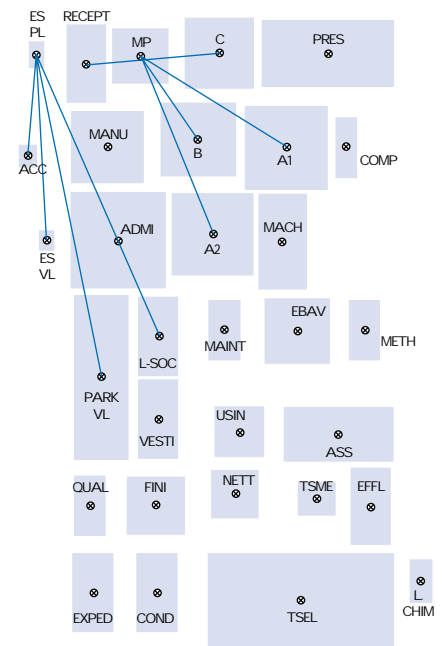 ES
PL
RECEPT
MP
C
PRES
MANU
B
A1
COMP
ACC
ADMI
A2
MACH
ES
VL
EBAV
L-SOC
MAINT
METH
PARK
VL
VESTI
USIN
ASS
QUAL
FINI
NETT
TSME
EFFL
EXPED
COND
TSEL
L.
CHIM